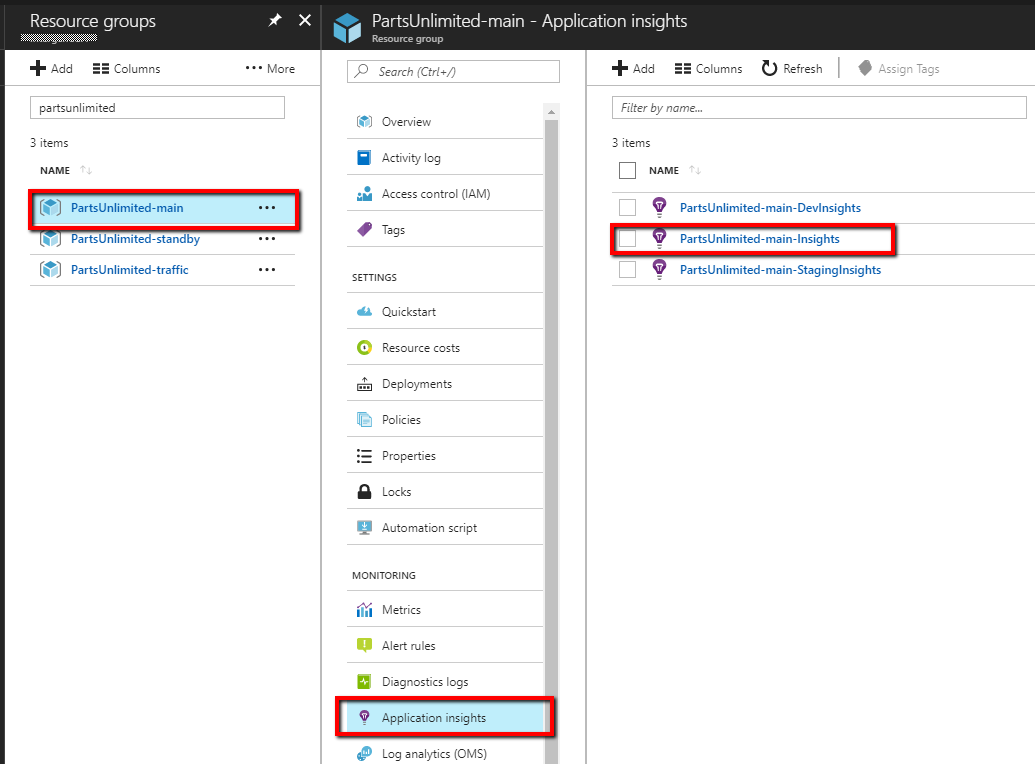 Resource groups
Add
Columns
More
partsunlimited
3 items
NAME
PartsUnlimited-main
PartsUnlimited-standby
PartsUnlimited-traffic
PartsUnlimited-main - Application insights
Resource group
Search (Ctrl+/)
Overview
Activity log
Access control (IAM)
Tags
SETTINGS
Quickstart
Resource costs
Deployments
Policies
Properties
Locks
Automation script
MONITORING
Metrics
Alert rules
Diagnostics logs
Application insights
Log analytics (OMS)
Add
Columns
Refresh
Assign Tags
Filter by name...
3 items
NAME
PartsUnlimited-main-DevInsights
PartsUnlimited-main-Insights
PartsUnlimited-main-StagingInsights